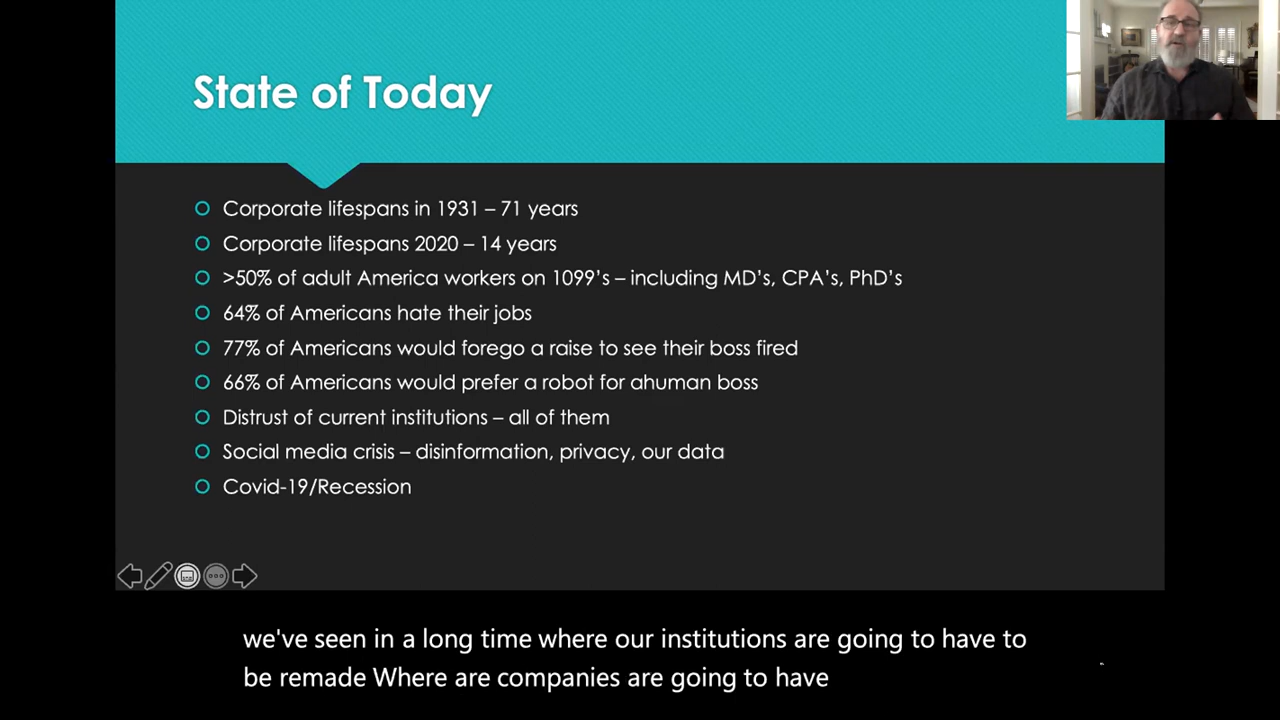 State of Today
Corporate lifespans in 1931 – 71 years
Corporate lifespans 2020 – 14 years
>50% of adult America workers on 1099's – including MD's, CPA's, PhD's
64% of Americans hate their jobs
77% of Americans would forego a raise to see their boss fired
66% of Americans would prefer a robot for ahuman boss
Distrust of current institutions – all of them
Social media crisis – disinformation, privacy, our data
Covid-19/Recession
we've seen in a long time where our institutions are going to have to
be remade Where are companies are going to have